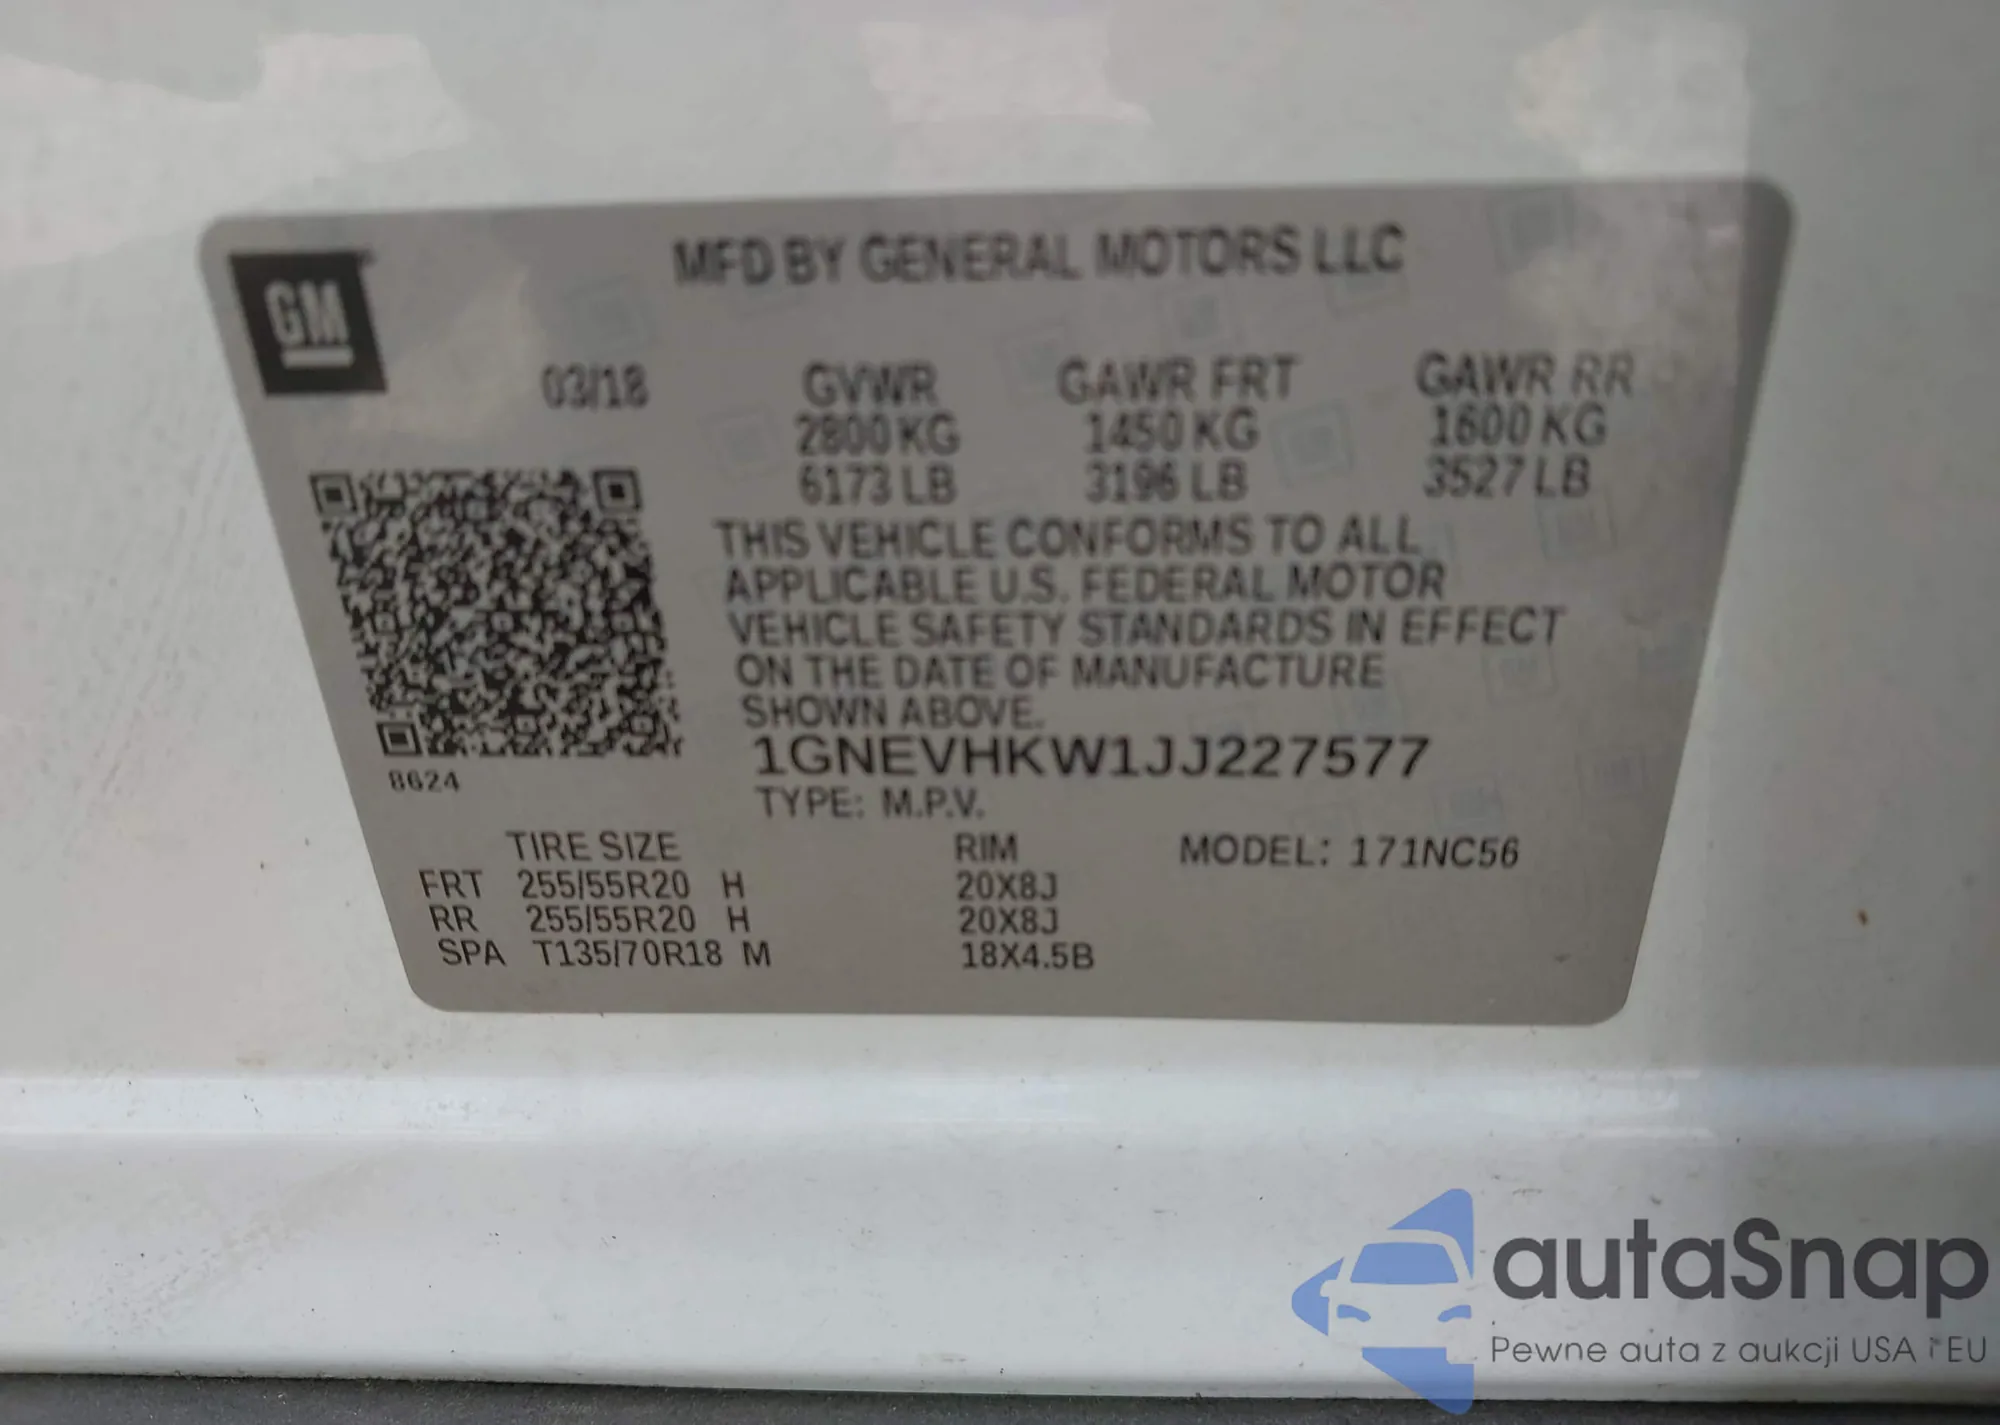 GM
MFD BY GENERAL MOTORS LLC
03/18 GVWR GAWR FRT GAWR RR
2800 KG 1450 KG 1600 KG
6173 LB 3196 LB 3527 LB
THIS VEHICLE CONFORMS TO ALL
APPLICABLE U.S. FEDERAL MOTOR
VEHICLE SAFETY STANDARDS IN EFFECT
ON THE DATE OF MANUFACTURE
SHOWN ABOVE.
1GNEVHKW1JJ227577
8624
TYPE: M.P.V.
TIRE SIZE RIM MODEL: 171NC56
FRT 255/55R20 H 20X8J
RR 255/55R20 H 20X8J
SPA T135/70R18 M 18X4.5B
autaSnap
Pewne auta z aukcji USA i EU